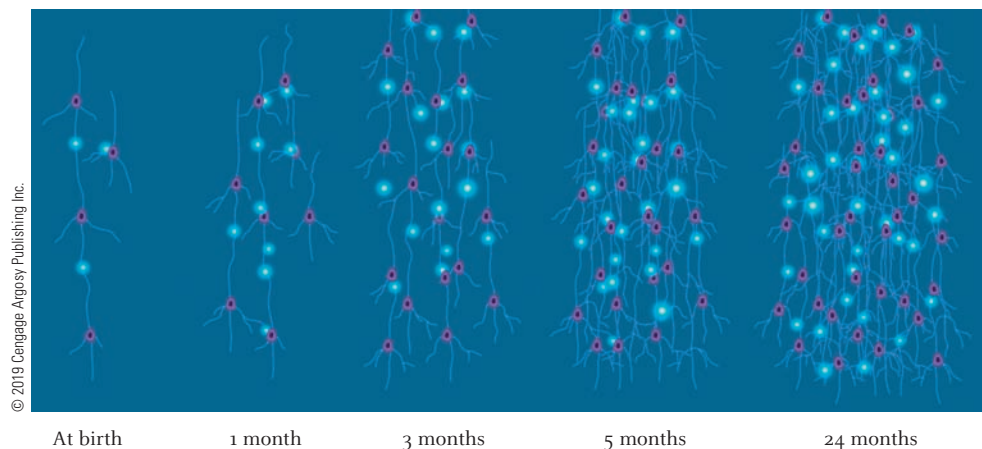 © 2019 Cengage Argosy Publishing Inc.
At birth
1 month
3 months
5 months
24 months